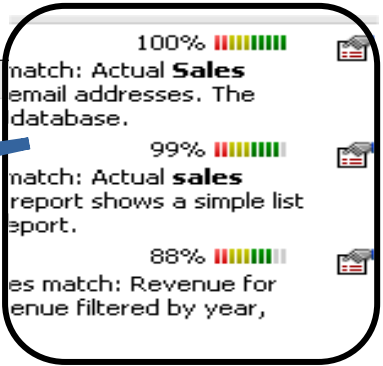 100%
match: Actual Sales
email addresses. The
database.
99%
match: Actual sales
report shows a simple list
eport.
88%
es match: Revenue for
enue filtered by year,